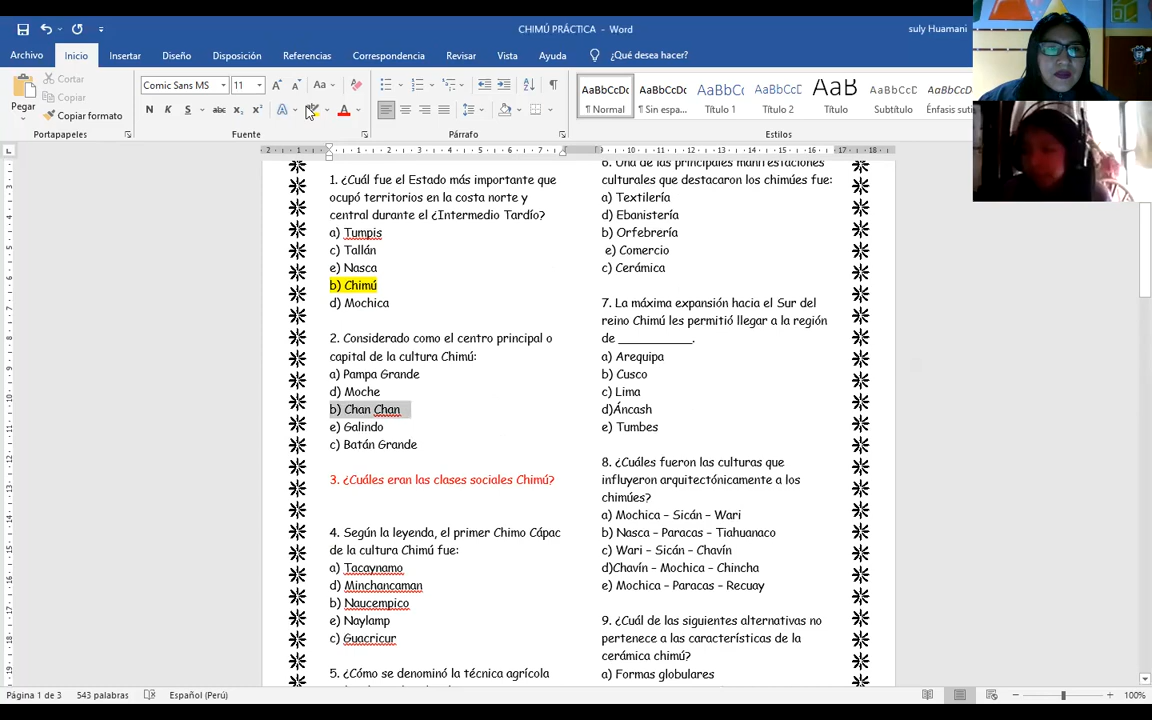 CHIMÚ PRÁCTICA - Word
suly Huamani
Archivo Inicio Insertar Diseño Disposición Referencias Correspondencia Revisar Vista Ayuda ¿Qué desea hacer?
Pegar
Cortar
Copiar
Copiar formato
Portapapeles
Comic Sans MS 11
N K S abc x₂ x²
Fuente
Párrafo
AaBbCcDc ¶ Normal
AaBbCcDc ¶ Sin espa...
AaBbCc Título 1
AaBbCcD Título 2
AaB Título
AaBbCcD Subtítulo
AaBbCcD Énfasis suti
Estilos
1. ¿Cuál fue el Estado más importante que
ocupó territorios en la costa norte y
central durante el ¿Intermedio Tardío?
a) Tumpis
c) Tallán
e) Nasca
b) Chimú
d) Mochica
2. Considerado como el centro principal o
capital de la cultura Chimú:
a) Pampa Grande
d) Moche
b) Chan Chan
e) Galindo
c) Batán Grande
3. ¿Cuáles eran las clases sociales Chimú?
4. Según la leyenda, el primer Chimo Cápac
de la cultura Chimú fue:
a) Tacaynamo
d) Minchancaman
b) Naucempico
e) Naylamp
c) Guacricur
5. ¿Cómo se denominó la técnica agrícola
6. Una de las principales manifestaciones
culturales que destacaron los chimúes fue:
a) Textilería
d) Ebanistería
b) Orfebrería
e) Comercio
c) Cerámica
7. La máxima expansión hacia el Sur del
reino Chimú les permitió llegar a la región
de ___________.
a) Arequipa
b) Cusco
c) Lima
d)Áncash
e) Tumbes
8. ¿Cuáles fueron las culturas que
influyeron arquitectónicamente a los
chimúes?
a) Mochica – Sicán – Wari
b) Nasca – Paracas – Tiahuanaco
c) Wari – Sicán – Chavín
d)Chavín – Mochica – Chincha
e) Mochica – Paracas – Recuay
9. ¿Cuál de las siguientes alternativas no
pertenece a las características de la
cerámica chimú?
a) Formas globulares
Página 1 de 3 543 palabras Español (Perú) 100%